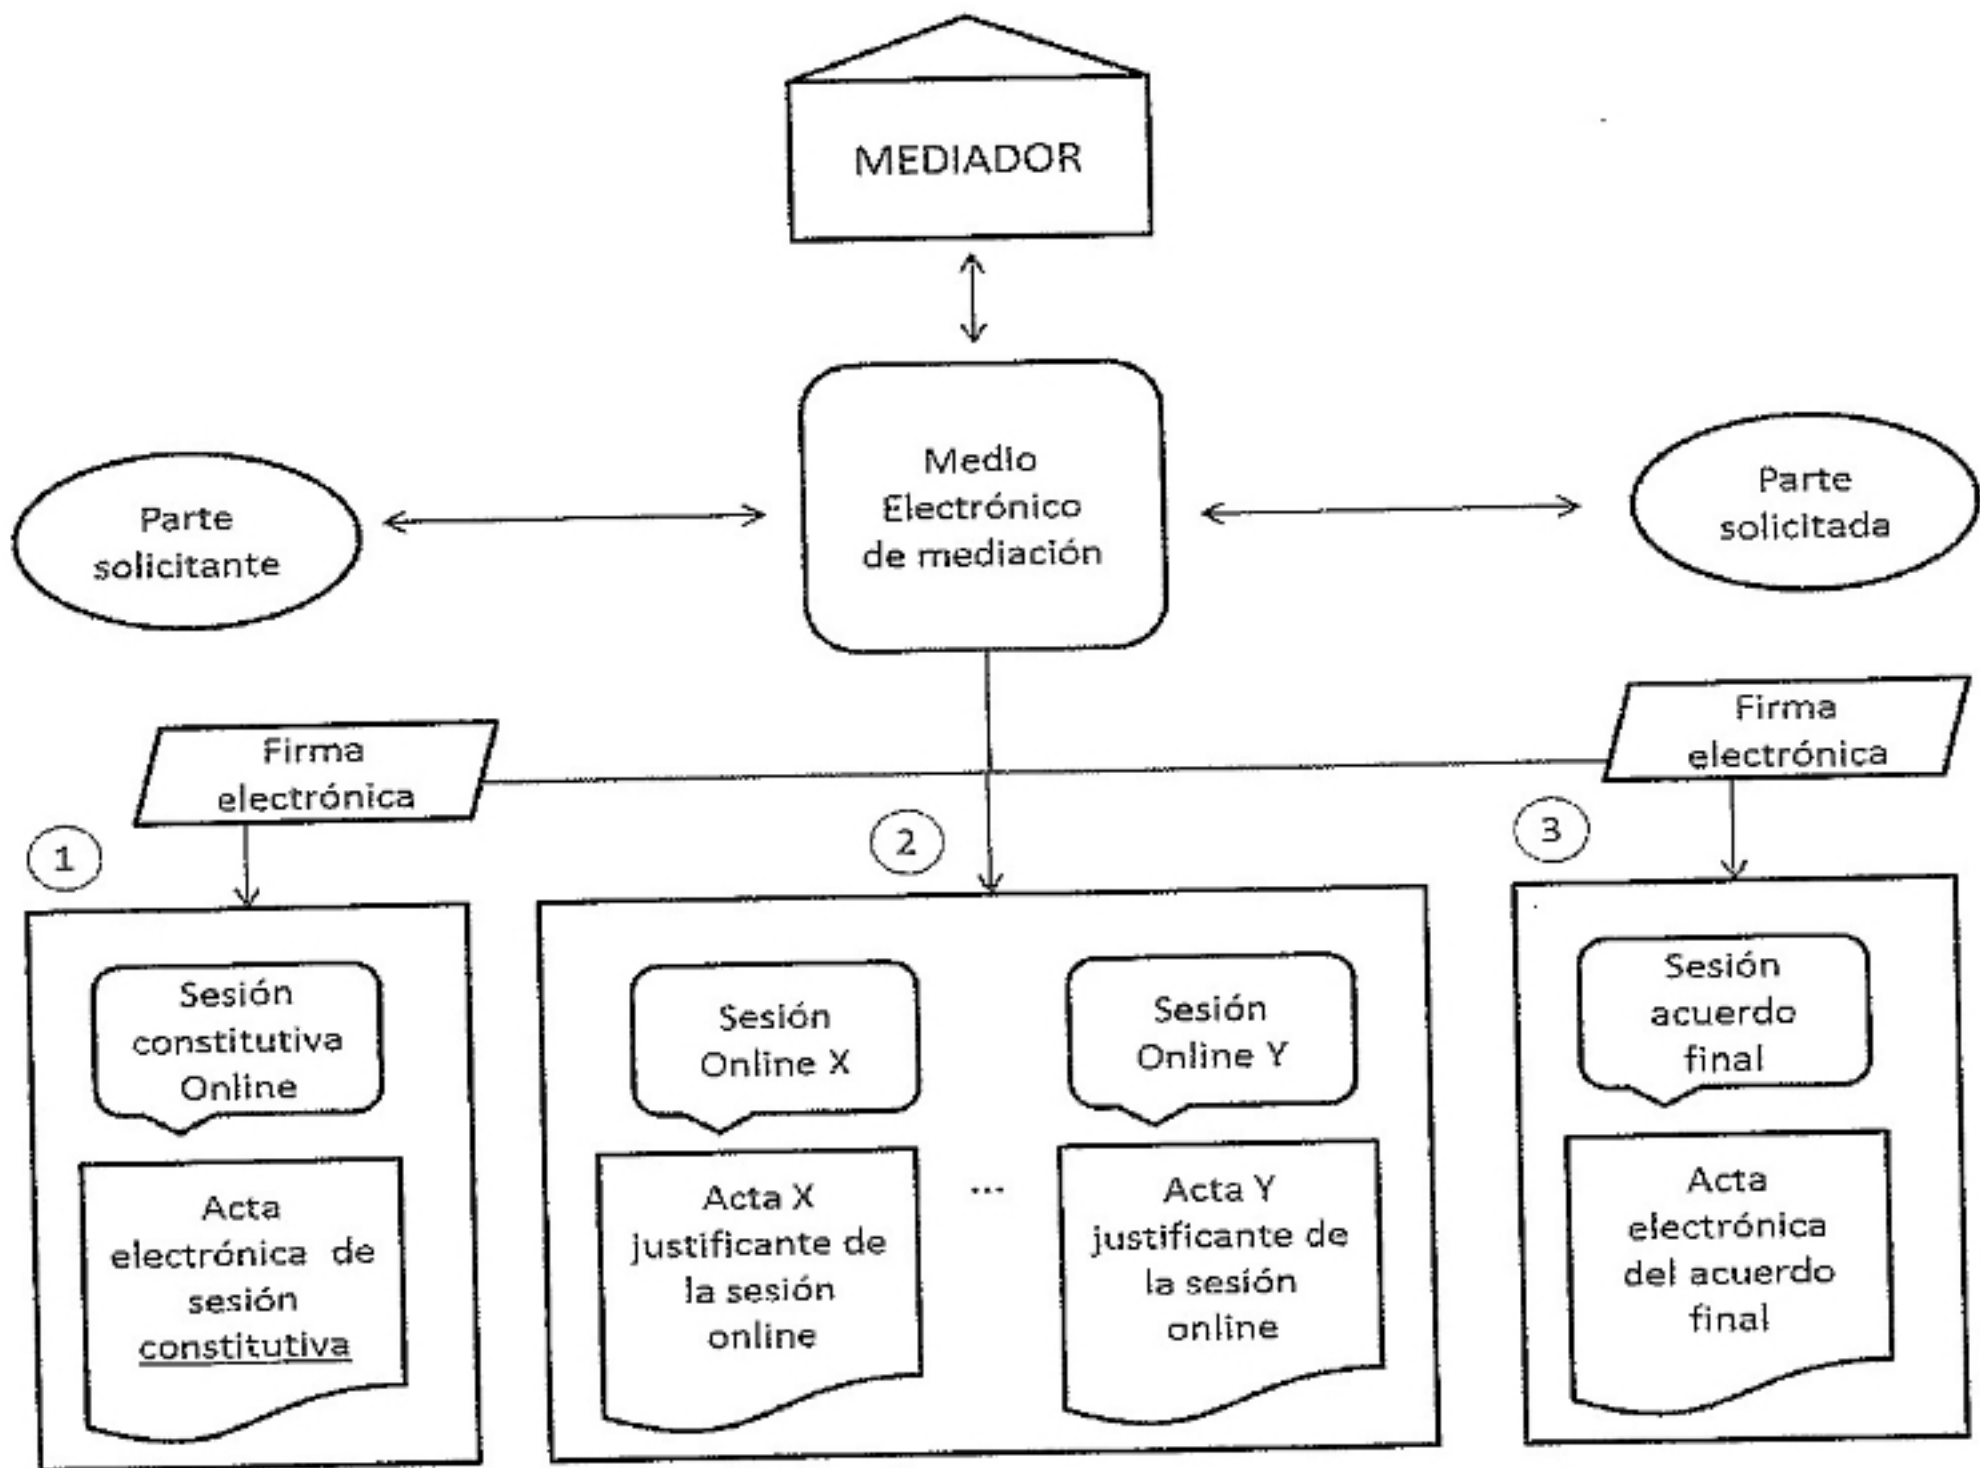 MEDIADOR
Medio
Electrónico
de mediación
Parte
solicitante
Parte
solicitada
Firma
electrónica
Firma
electrónica
1
2
3
Sesión
constitutiva
Online
Acta
electrónica de
sesión
constitutiva
Sesión
Online X
Acta X
justificante de
la sesión
online
...
Sesión
Online Y
Acta Y
justificante de
la sesión
online
Sesión
acuerdo
final
Acta
electrónica
del acuerdo
final